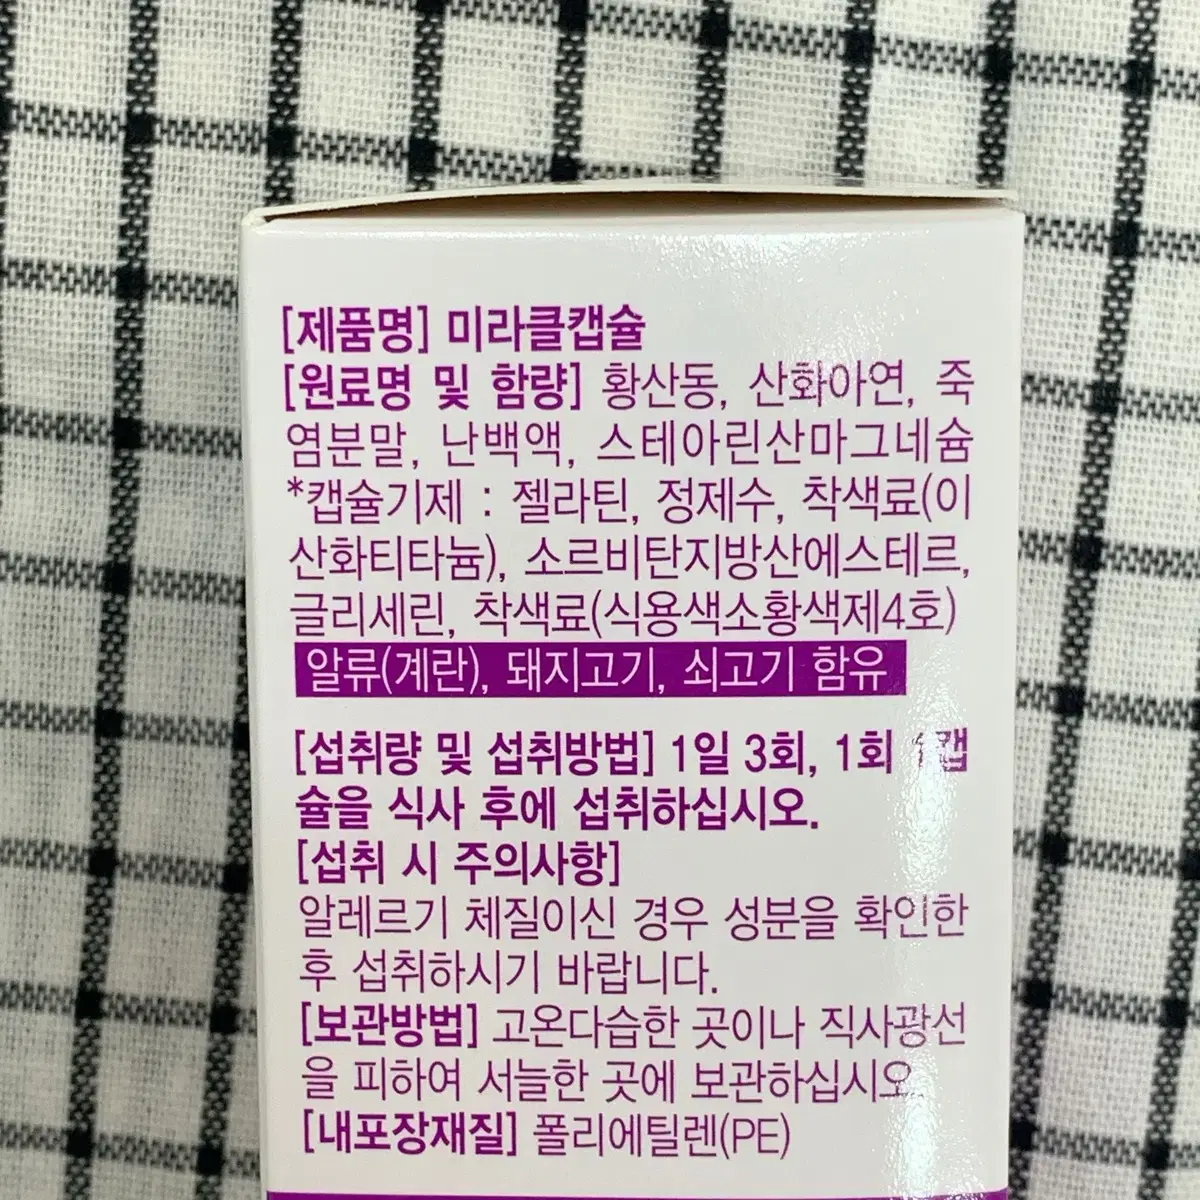 [제품명] 미라클캡슐
[원료명 및 함량] 황산동, 산화아연, 죽
염분말, 난백액, 스테아린산마그네슘
*캡슐기제 : 젤라틴, 정제수, 착색료(이
산화티타늄), 소르비탄지방산에스테르,
글리세린, 착색료(식용색소황색제4호)
알류(계란), 돼지고기, 쇠고기 함유
[섭취량 및 섭취방법] 1일 3회, 1회 1캡
슐을 식사 후에 섭취하십시오.
[섭취 시 주의사항]
알레르기 체질이신 경우 성분을 확인한
후 섭취하시기 바랍니다.
[보관방법] 고온다습한 곳이나 직사광선
을 피하여 서늘한 곳에 보관하십시오.
[내포장재질] 폴리에틸렌(PE)